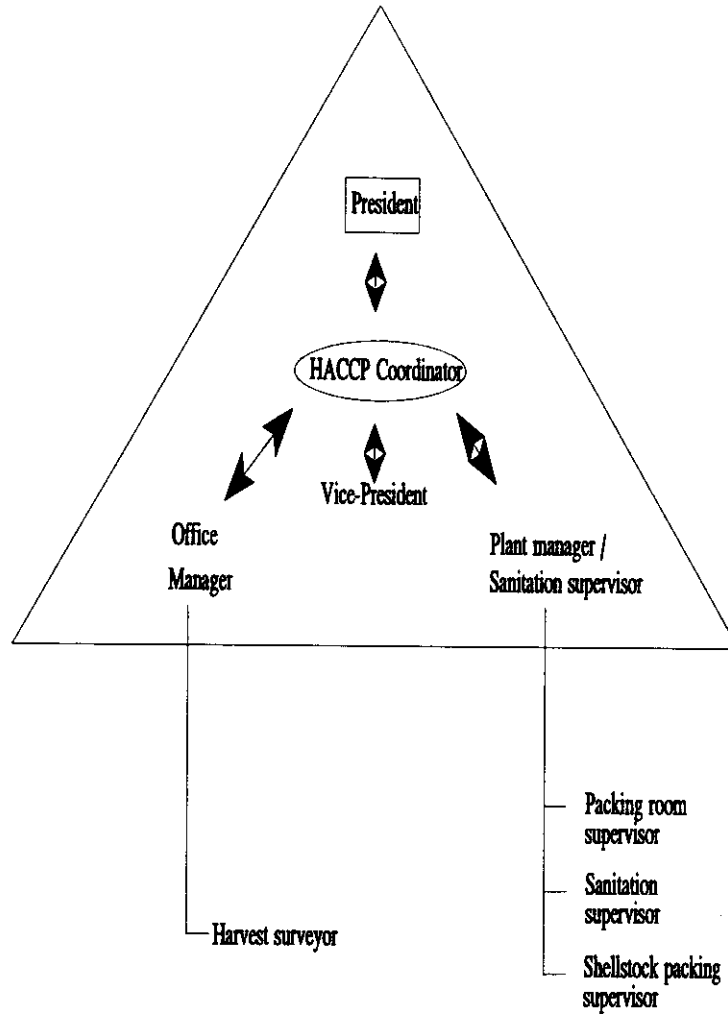 President
HACCP Coordinator
Vice-President
Office
Manager
Plant manager /
Sanitation supervisor
Packing room
supervisor
Sanitation
supervisor
Harvest surveyor
Shellstock packing
supervisor